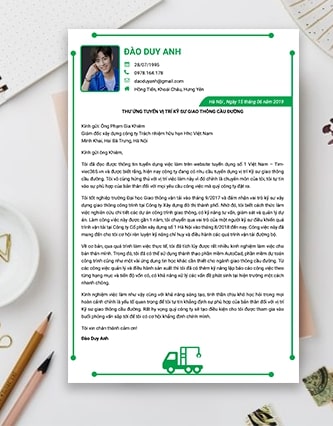 ĐÀO DUY ANH
28/07/1995
0978.164.178
daoduyanh@gmail.com
Hồng Tiến, Khoái Châu, Hưng Yên
Hà Nội, Ngày 15 tháng 06 năm 2019
THƯ ỨNG TUYỂN VỊ TRÍ KỸ SƯ GIAO THÔNG CẦU ĐƯỜNG
Kính gửi: Ông Phạm Gia Khiêm
Giám đốc xây dựng công ty Trách nhiệm hữu hạn Hhc Việt Nam
Minh Khai, Hai Bà Trưng, Hà Nội
Kính gửi ông Khiêm,
Tôi đã đọc được thông tin tuyển dụng việc làm trên website tuyển dụng số 1 Việt Nam – Tim-
viec365.vn và được biết rằng, hiện nay công ty đang có nhu cầu tuyển dụng vị trí kỹ sư giao thông
cầu đường. Tôi vô cùng hứng thú với vị trí việc làm này vì đó chính là chuyên môn của tôi, tôi tự tin
vào sự phù hợp của bản thân đối với mọi yêu cầu công việc mà quý công ty đặt ra.
Tôi tốt nghiệp trường Đại học Giao thông vận tải vào tháng 9/2017 và đảm nhận vai trò kỹ sư xây
dựng giao thông công trình tại Công ty Xây dựng đô thị thành phố. Nhờ đó, tôi biết cách thức làm
việc nghiên cứu chi tiết các dự án công trình giao thông, có kỹ năng tư vấn, giám sát và quản lý dự
án. Làm công việc này được gần 1 năm, tôi chuyển qua vai trò của một người kỹ sư điều khiển quá
trình vận tải tại Công ty Cổ phần xây dựng số 1 Hà Nội vào tháng 8/2018 đến nay. Công việc này đã
mang đến cho tôi cơ hội rèn luyện kỹ năng chỉ huy và điều hành các quá trình vận tải đường bộ.
Về cơ bản, qua quá trình làm việc thực tế, tôi đã tích lũy được rất nhiều kinh nghiệm làm việc cho
bản thân mình. Trong đó, tôi đã có thể sử dụng thành thạo phần mềm AutoCad, phần mềm dự toán
công trình cũng như một vài ứng dụng tin học khác cần thiết cho ngành giao thông cầu đường. Từ
các công việc quản lý và điều hành sản xuất thì tôi đã có thêm kỹ năng lập báo cáo công việc theo
từng hạng mục và tiến độ vốn có, có khả năng xử lý các vấn đề phát sinh tại hiện trường một cách
nhanh chóng.
Kinh nghiệm việc làm như vậy cùng với khả năng sáng tạo, tinh thần chịu khó học hỏi trong mọi
hoàn cảnh chính là yếu tố quan trọng để tôi tự tin khẳng định sự phù hợp của bản thân đối với vị trí
Kỹ sư giao thông cầu đường. Rất hy vọng quý công ty sẽ tạo điều kiện cho tôi được tham gia vào
buổi phỏng vấn sắp tới để tôi có cơ hội khẳng định chính mình.
Tôi xin chân thành cảm ơn!
Đào Duy Anh